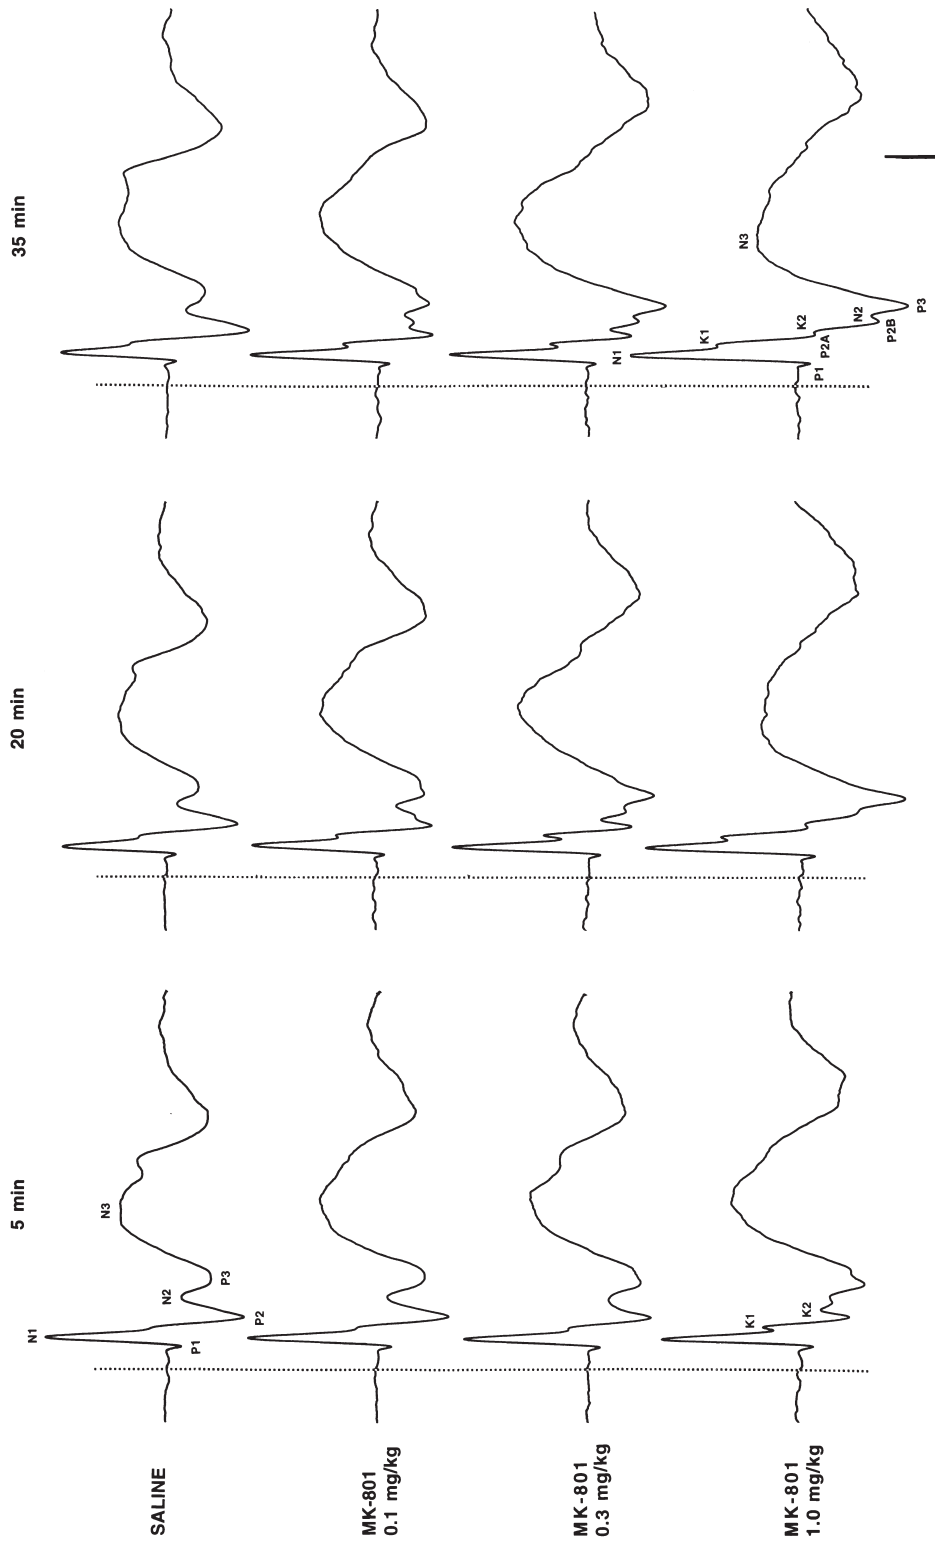 5 min
20 min
35 min
SALINE
N1
P1
P2
N2
P3
N3
MK-801
0.1 mg/kg
MK-801
0.3 mg/kg
MK-801
1.0 mg/kg
K1
K2
P1
N1
K1
P2A
K2
P2B
N2
P3
N3